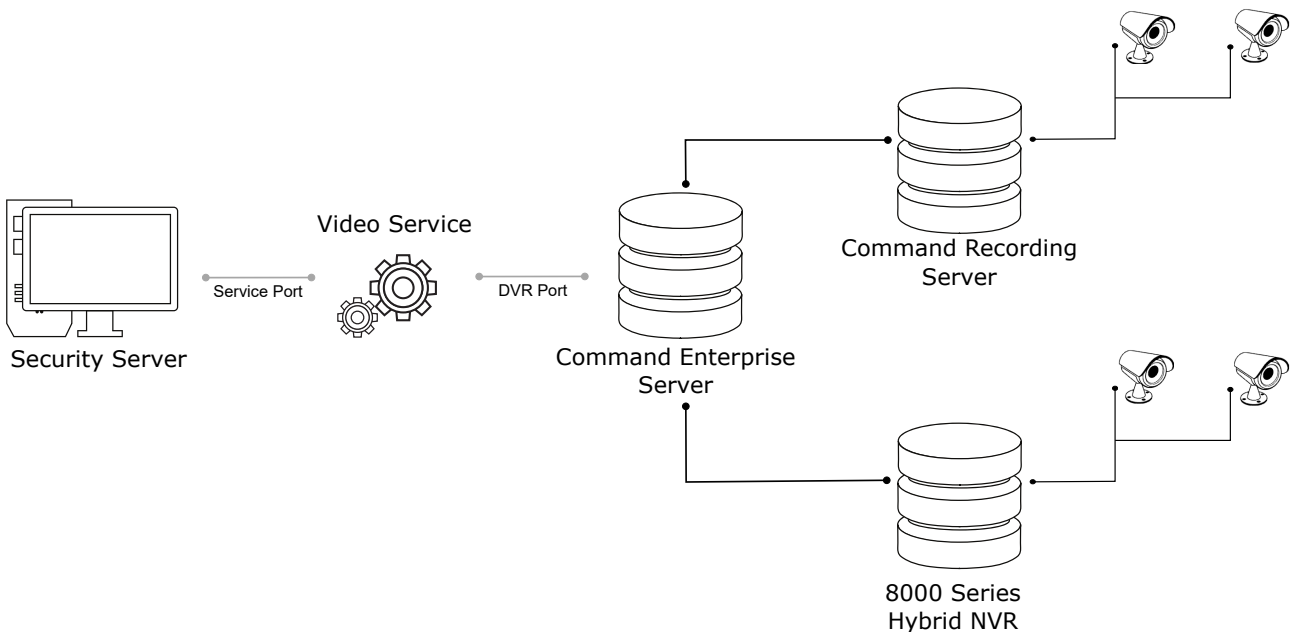 Video Service
Service Port
DVR Port
Security Server
Command Enterprise
Server
Command Recording
Server
8000 Series
Hybrid NVR